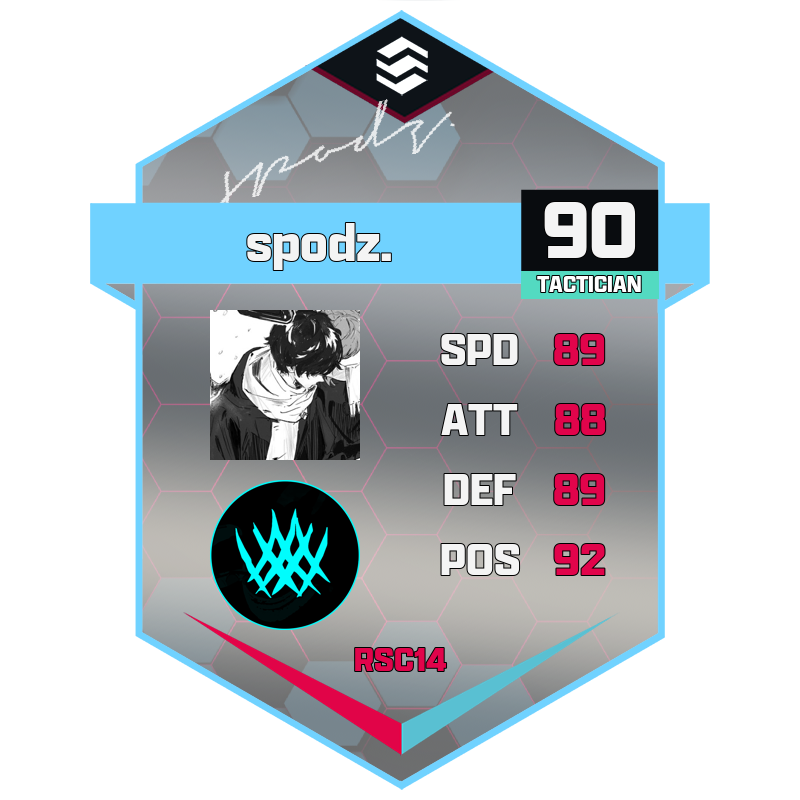 spodz.
spodz.
90
TACTICIAN
SPD 89
ATT 88
DEF 89
POS 92
RSC14